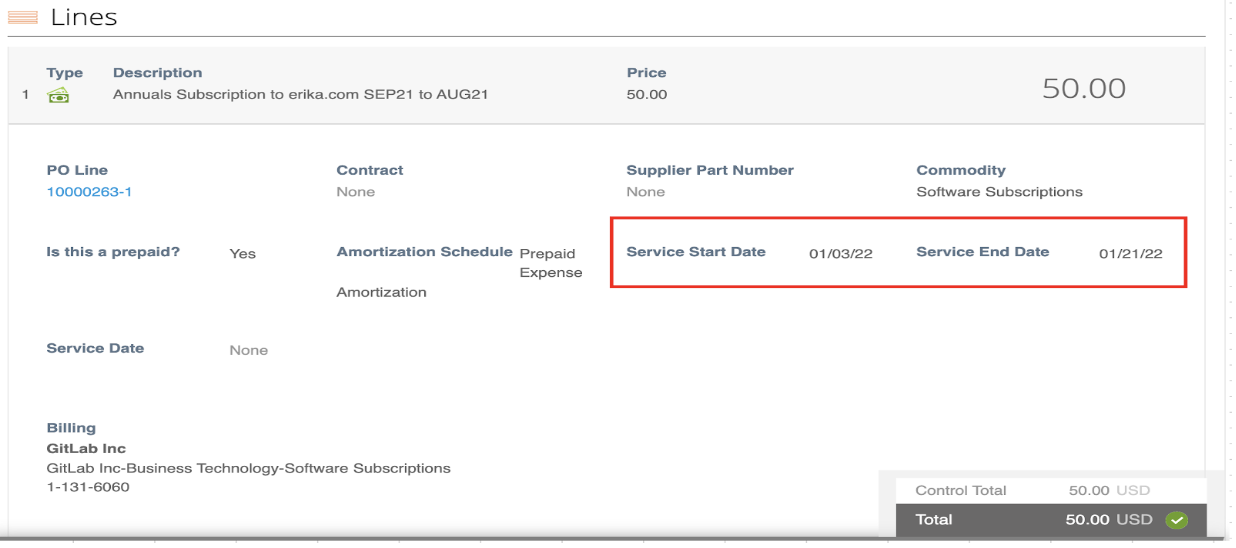 Lines
Type Description Price
1 Annuals Subscription to erika.com SEP21 to AUG21 50.00 50.00
PO Line Contract Supplier Part Number Commodity
10000263-1 None None Software Subscriptions
Is this a prepaid? Yes Amortization Schedule Prepaid Service Start Date 01/03/22 Service End Date 01/21/22
Expense
Amortization
Service Date None
Billing
GitLab Inc
GitLab Inc-Business Technology-Software Subscriptions
1-131-6060
Control Total 50.00 USD
Total 50.00 USD